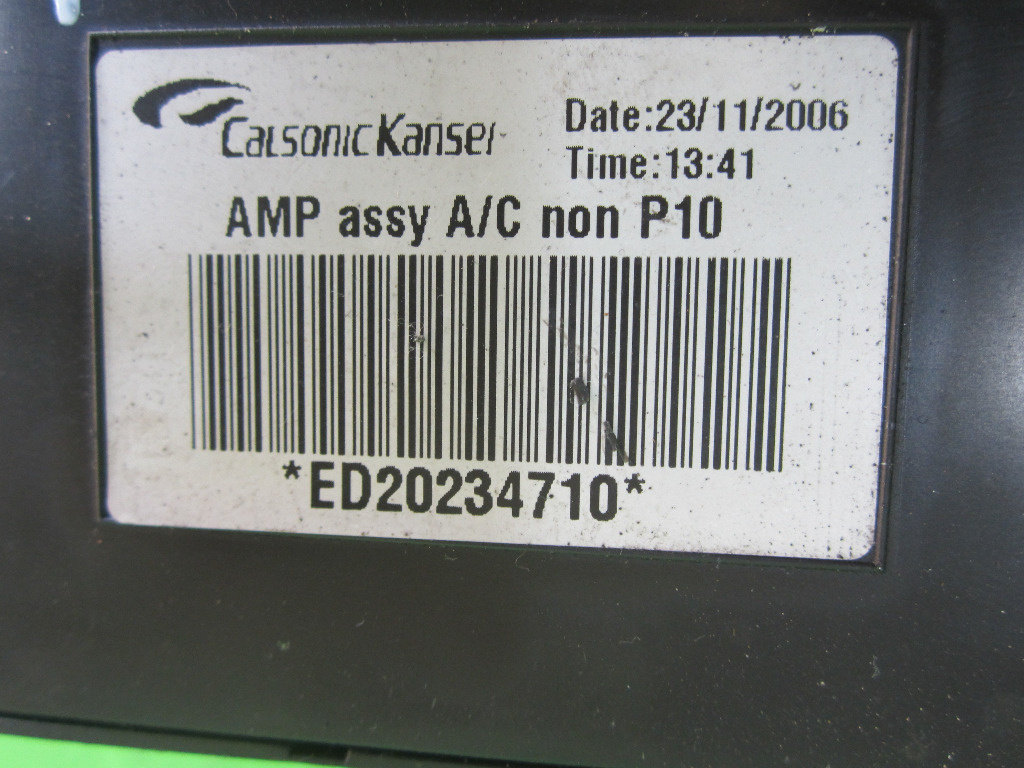 CalsonicKansei
Date:23/11/2006
Time:13:41
AMP assy A/C non P10
*ED20234710*